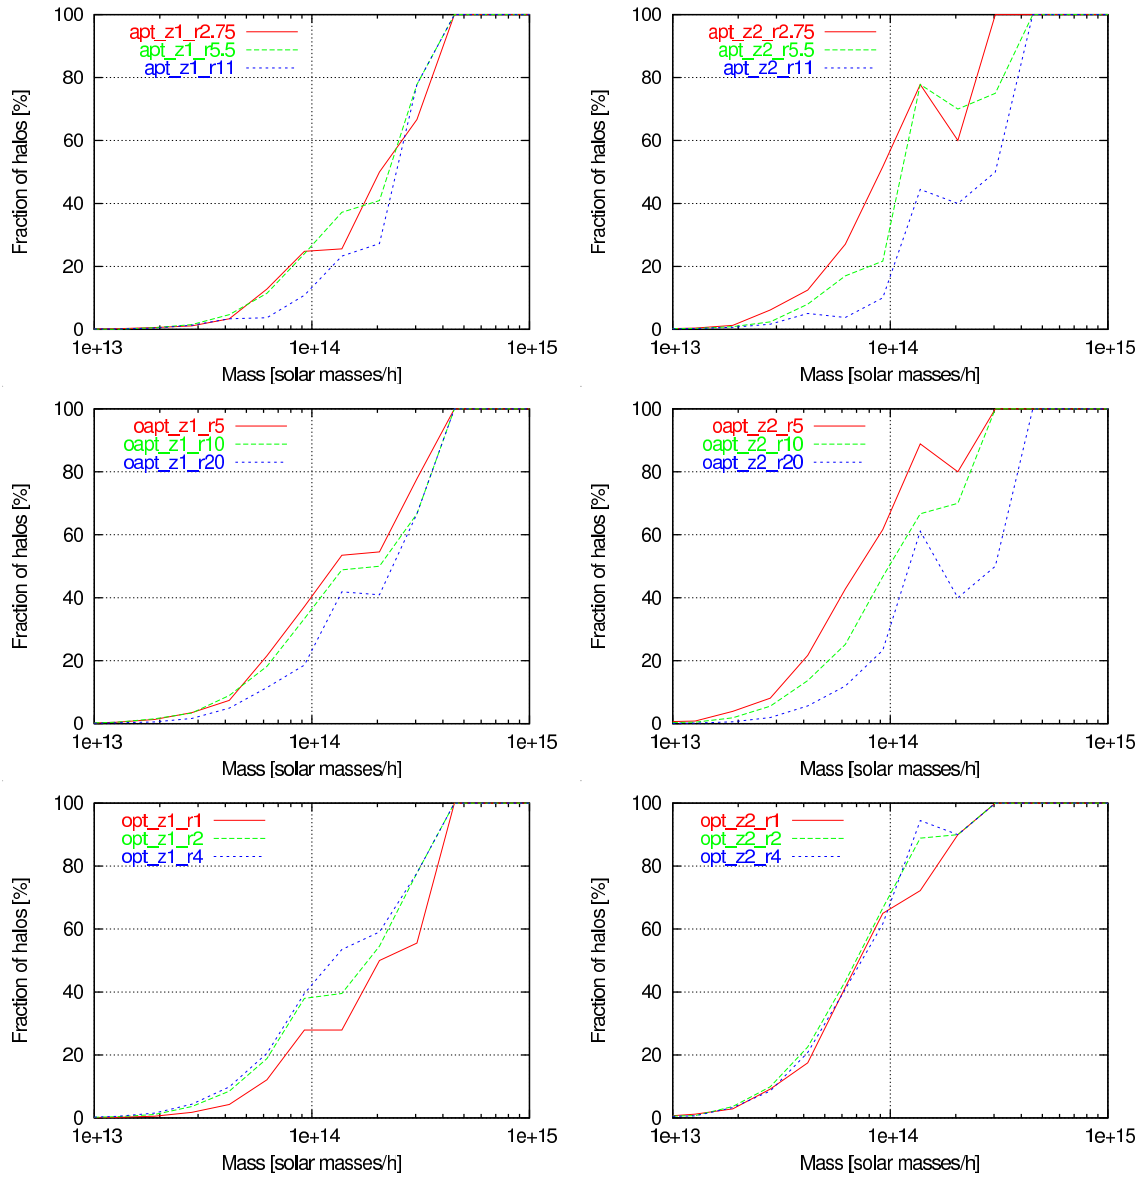 100
80
60
40
20
0
Fraction of halos [%]
apt_z1_r2.75
apt_z1_r5.5
apt_z1_r11
1e+13
1e+14
1e+15
Mass [solar masses/h]
100
80
60
40
20
0
Fraction of halos [%]
apt_z2_r2.75
apt_z2_r5.5
apt_z2_r11
1e+13
1e+14
1e+15
Mass [solar masses/h]
100
80
60
40
20
0
Fraction of halos [%]
oapt_z1_r5
oapt_z1_r10
oapt_z1_r20
1e+13
1e+14
1e+15
Mass [solar masses/h]
100
80
60
40
20
0
Fraction of halos [%]
oapt_z2_r5
oapt_z2_r10
oapt_z2_r20
1e+13
1e+14
1e+15
Mass [solar masses/h]
100
80
60
40
20
0
Fraction of halos [%]
opt_z1_r1
opt_z1_r2
opt_z1_r4
1e+13
1e+14
1e+15
Mass [solar masses/h]
100
80
60
40
20
0
Fraction of halos [%]
opt_z2_r1
opt_z2_r2
opt_z2_r4
1e+13
1e+14
1e+15
Mass [solar masses/h]